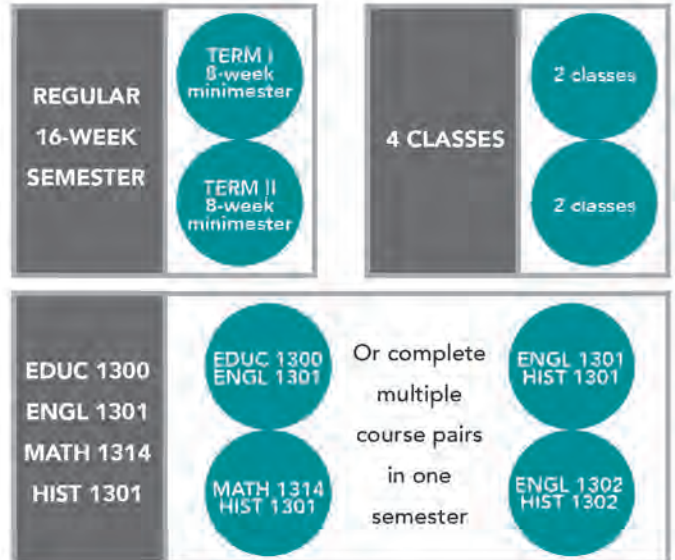 REGULAR
16-WEEK
SEMESTER
TERM I
8-week
minimester
TERM II
8-week
minimester
4 CLASSES
2 classes
2 classes
EDUC 1300
ENGL 1301
MATH 1314
HIST 1301
EDUC 1300
ENGL 1301
MATH 1314
HIST 1301
Or complete
multiple
course pairs
in one
semester
ENGL 1301
HIST 1301
ENGL 1302
HIST 1302